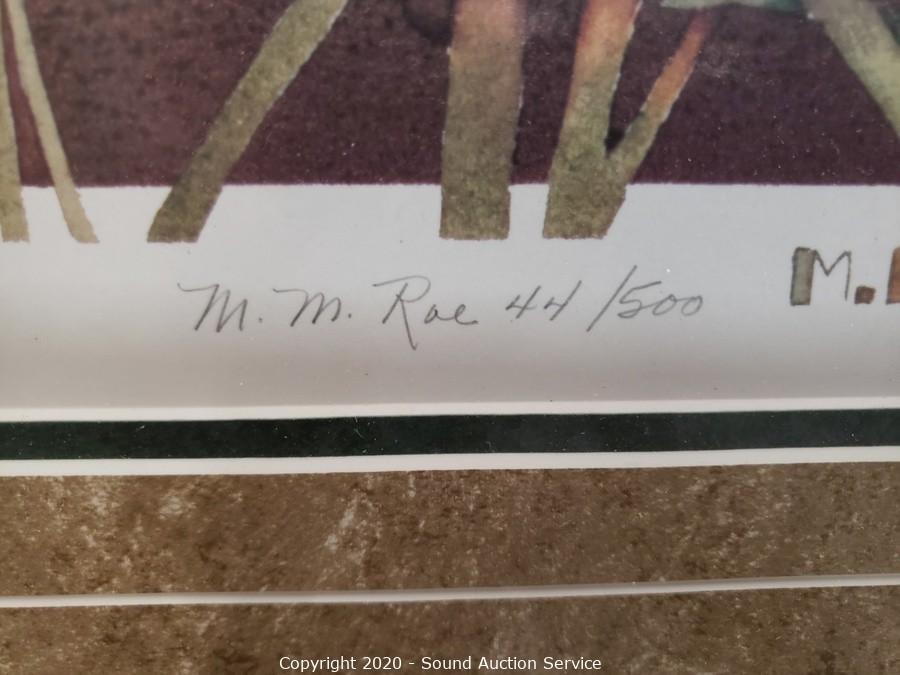 M. M. Rae 44/500
M.
Copyright 2020 - Sound Auction Service